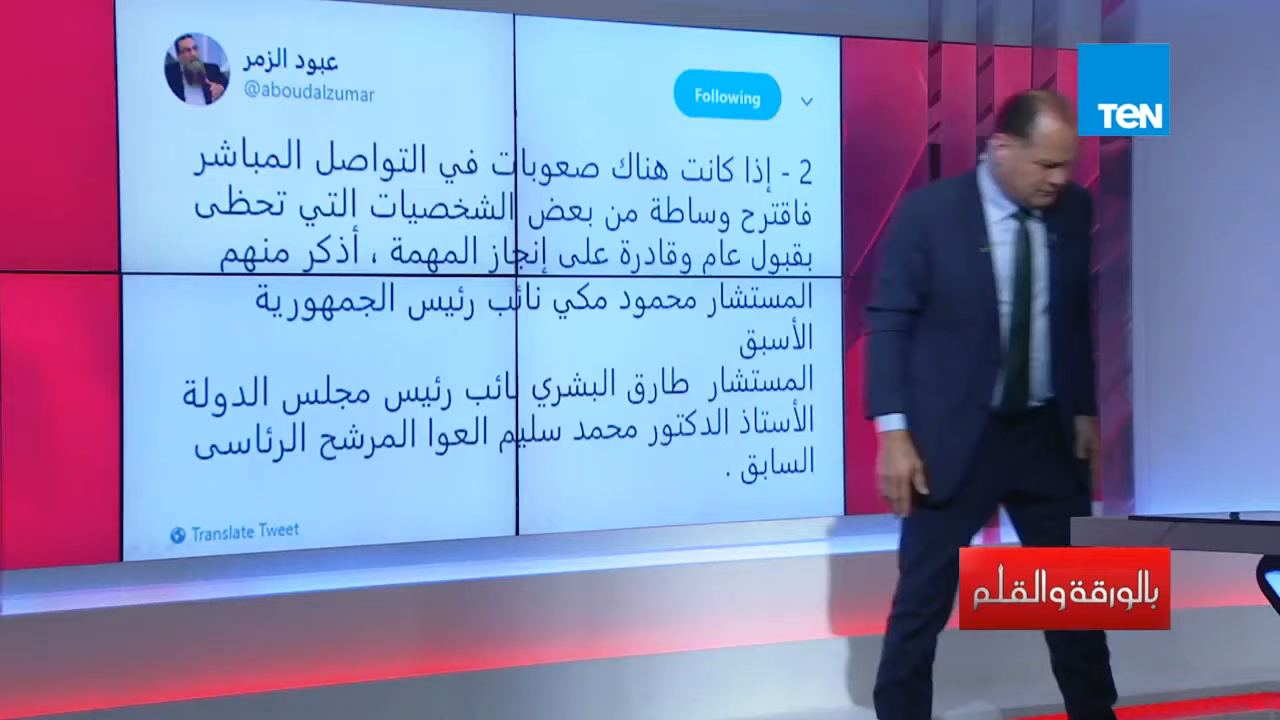 عبود الزمر
@aboudalzumar
Following
2 - إذا كانت هناك صعوبات في التواصل المباشر
فاقترح وساطة من بعض الشخصيات التي تحظى
بقبول عام وقادرة على إنجاز المهمة ، أذكر منهم
المستشار محمود مكي نائب رئيس الجمهورية
الأسبق
المستشار طارق البشري نائب رئيس مجلس الدولة
الأستاذ الدكتور محمد سليم العوا المرشح الرئاسى
السابق .
Translate Tweet
TEN
بالورقة والقلم